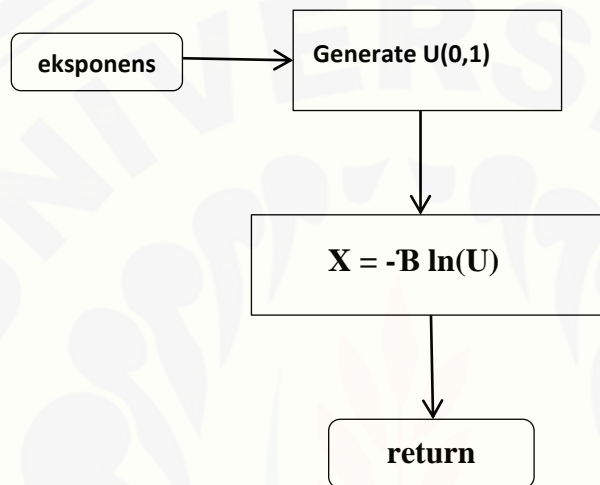 eksponens
Generate U(0,1)
X = -Ɓ ln(U)
return